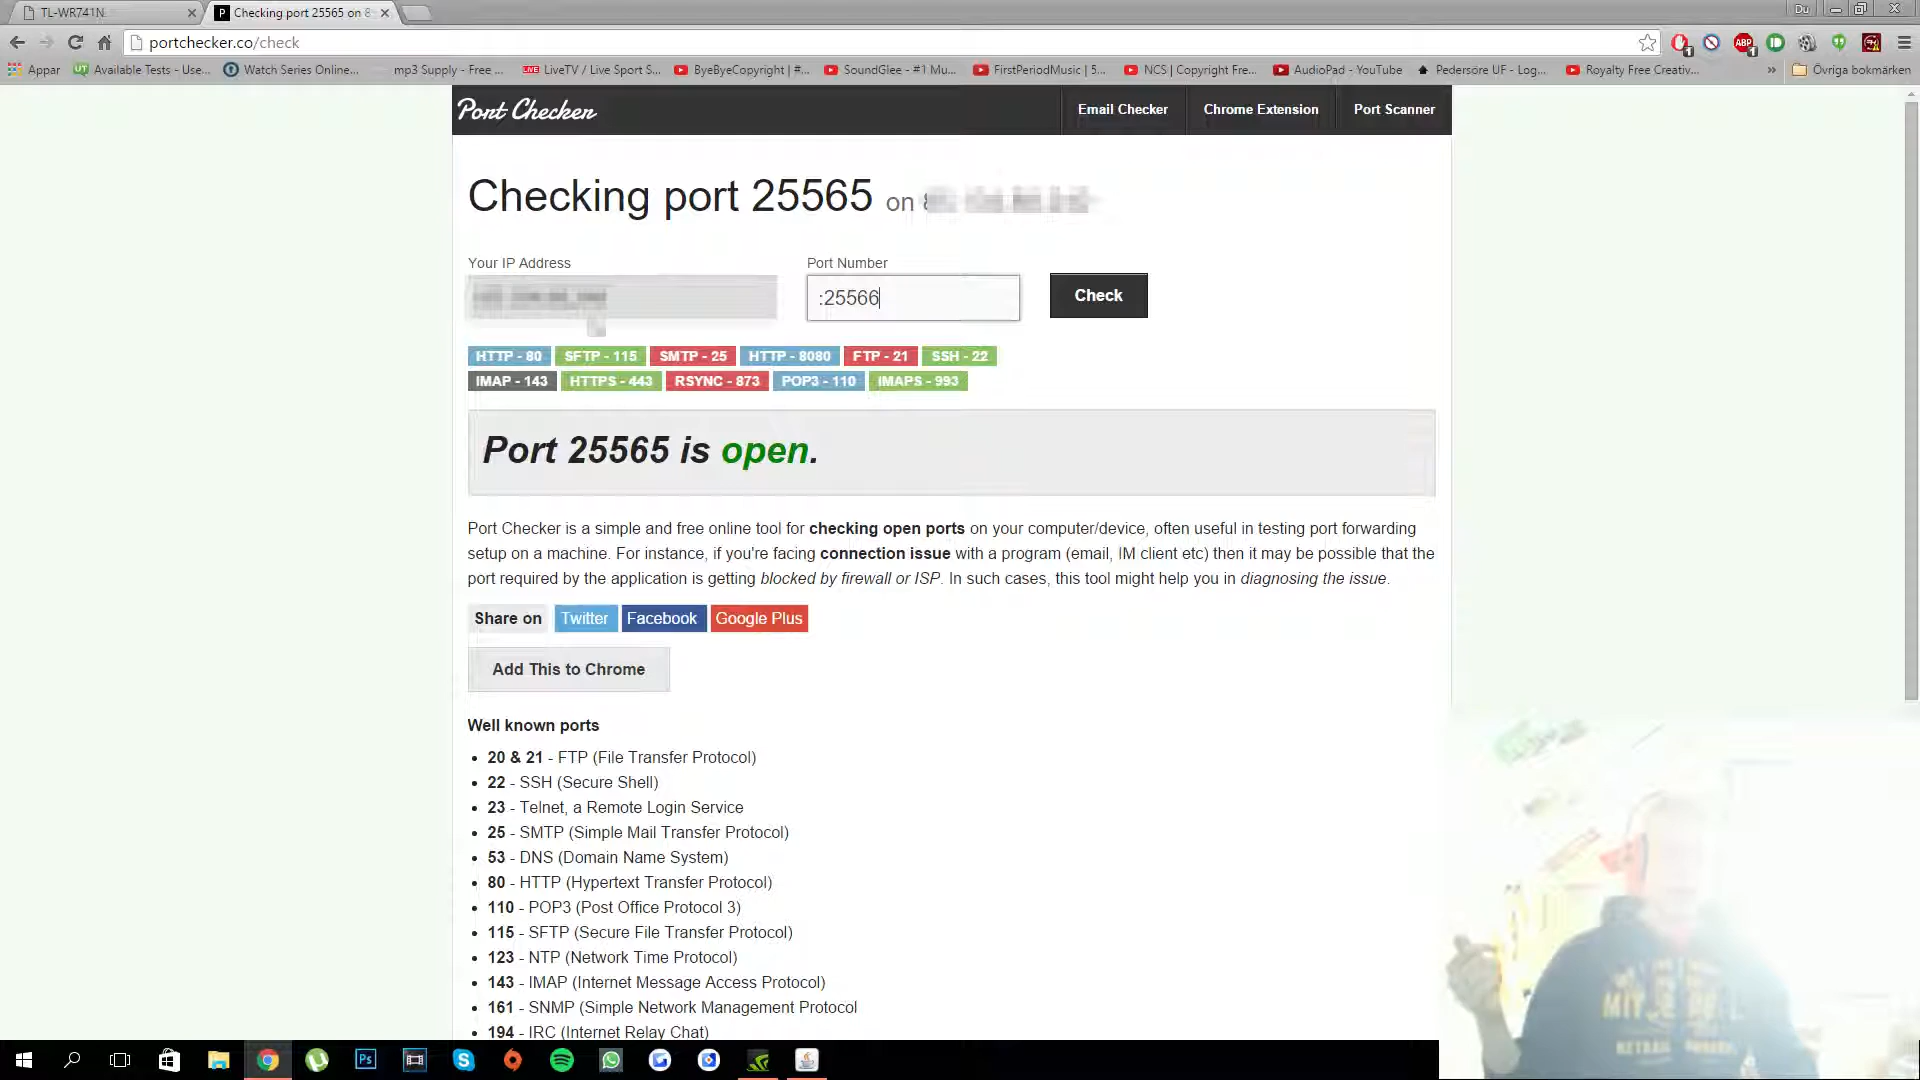 TL-WR741N
Checking port 25565 on 8
Du
portchecker.co/check
Appar
Available Tests - Use...
Watch Series Online...
mp3 Supply - Free ...
LiveTV / Live Sport S...
ByeByeCopyright | #...
SoundGlee - #1 Mu...
FirstPeriodMusic | 5...
NCS | Copyright Fre...
AudioPad - YouTube
Pedersöre UF - Log...
Royalty Free Creativ...
»
Övriga bokmärken
Port Checker
Email Checker
Chrome Extension
Port Scanner
Checking port 25565 on
Your IP Address
Port Number
:25566
Check
HTTP - 80 SFTP - 115 SMTP - 25 HTTP - 8080 FTP - 21 SSH - 22
IMAP - 143 HTTPS - 443 RSYNC - 873 POP3 - 110 IMAPS - 993
Port 25565 is open.
Port Checker is a simple and free online tool for checking open ports on your computer/device, often useful in testing port forwarding
setup on a machine. For instance, if you're facing connection issue with a program (email, IM client etc) then it may be possible that the
port required by the application is getting blocked by firewall or ISP. In such cases, this tool might help you in diagnosing the issue.
Share on Twitter Facebook Google Plus
Add This to Chrome
Well known ports
• 20 & 21 - FTP (File Transfer Protocol)
• 22 - SSH (Secure Shell)
• 23 - Telnet, a Remote Login Service
• 25 - SMTP (Simple Mail Transfer Protocol)
• 53 - DNS (Domain Name System)
• 80 - HTTP (Hypertext Transfer Protocol)
• 110 - POP3 (Post Office Protocol 3)
• 115 - SFTP (Secure File Transfer Protocol)
• 123 - NTP (Network Time Protocol)
• 143 - IMAP (Internet Message Access Protocol)
• 161 - SNMP (Simple Network Management Protocol
• 194 - IRC (Internet Relay Chat)